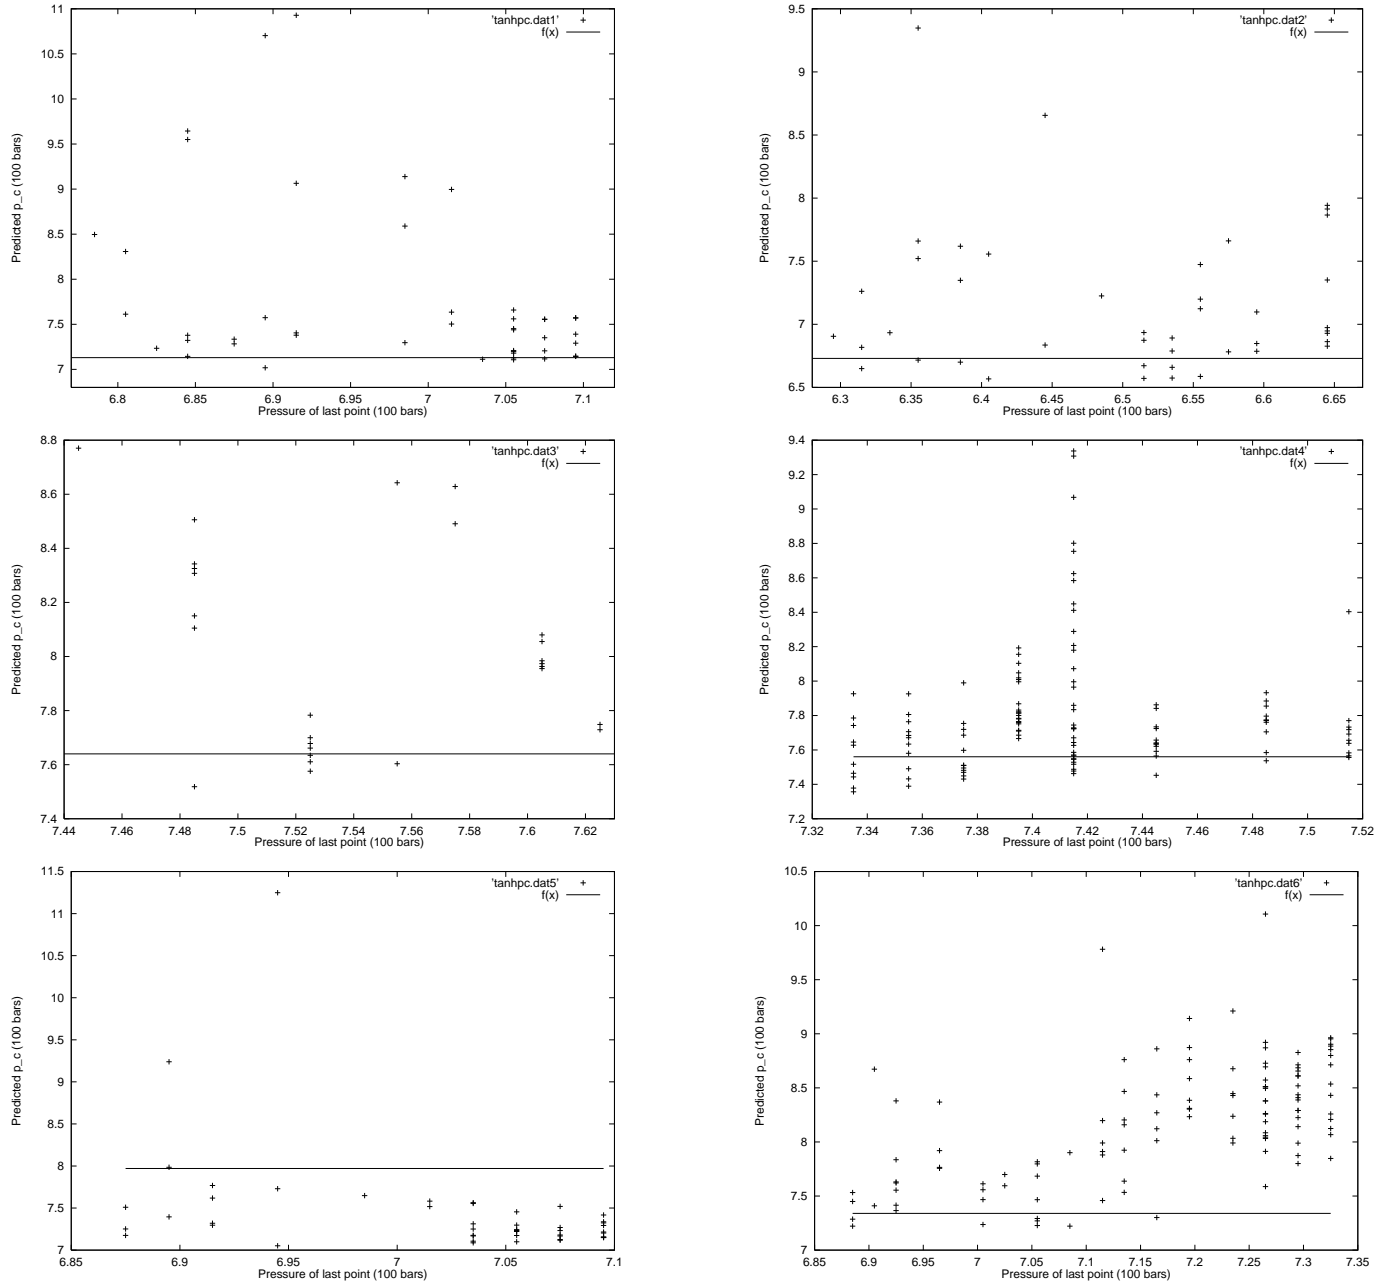 11
10.5
10
9.5
9
8.5
8
7.5
7
6.8 6.85 6.9 6.95 7 7.05 7.1
Predicted p_c (100 bars)
Pressure of last point (100 bars)
'tanhpc.dat1'
f(x)
9.5
9
8.5
8
7.5
7
6.5
6.3 6.35 6.4 6.45 6.5 6.55 6.6 6.65
Predicted p_c (100 bars)
Pressure of last point (100 bars)
'tanhpc.dat2'
f(x)
8.8
8.6
8.4
8.2
8
7.8
7.6
7.4
7.44 7.46 7.48 7.5 7.52 7.54 7.56 7.58 7.6 7.62
Predicted p_c (100 bars)
Pressure of last point (100 bars)
'tanhpc.dat3'
f(x)
9.4
9.2
9
8.8
8.6
8.4
8.2
8
7.8
7.6
7.4
7.2
7.32 7.34 7.36 7.38 7.4 7.42 7.44 7.46 7.48 7.5 7.52
Predicted p_c (100 bars)
Pressure of last point (100 bars)
'tanhpc.dat4'
f(x)
11.5
11
10.5
10
9.5
9
8.5
8
7.5
7
6.85 6.9 6.95 7 7.05 7.1
Predicted p_c (100 bars)
Pressure of last point (100 bars)
'tanhpc.dat5'
f(x)
10.5
10
9.5
9
8.5
8
7.5
7
6.85 6.9 6.95 7 7.05 7.1 7.15 7.2 7.25 7.3 7.35
Predicted p_c (100 bars)
Pressure of last point (100 bars)
'tanhpc.dat6'
f(x)